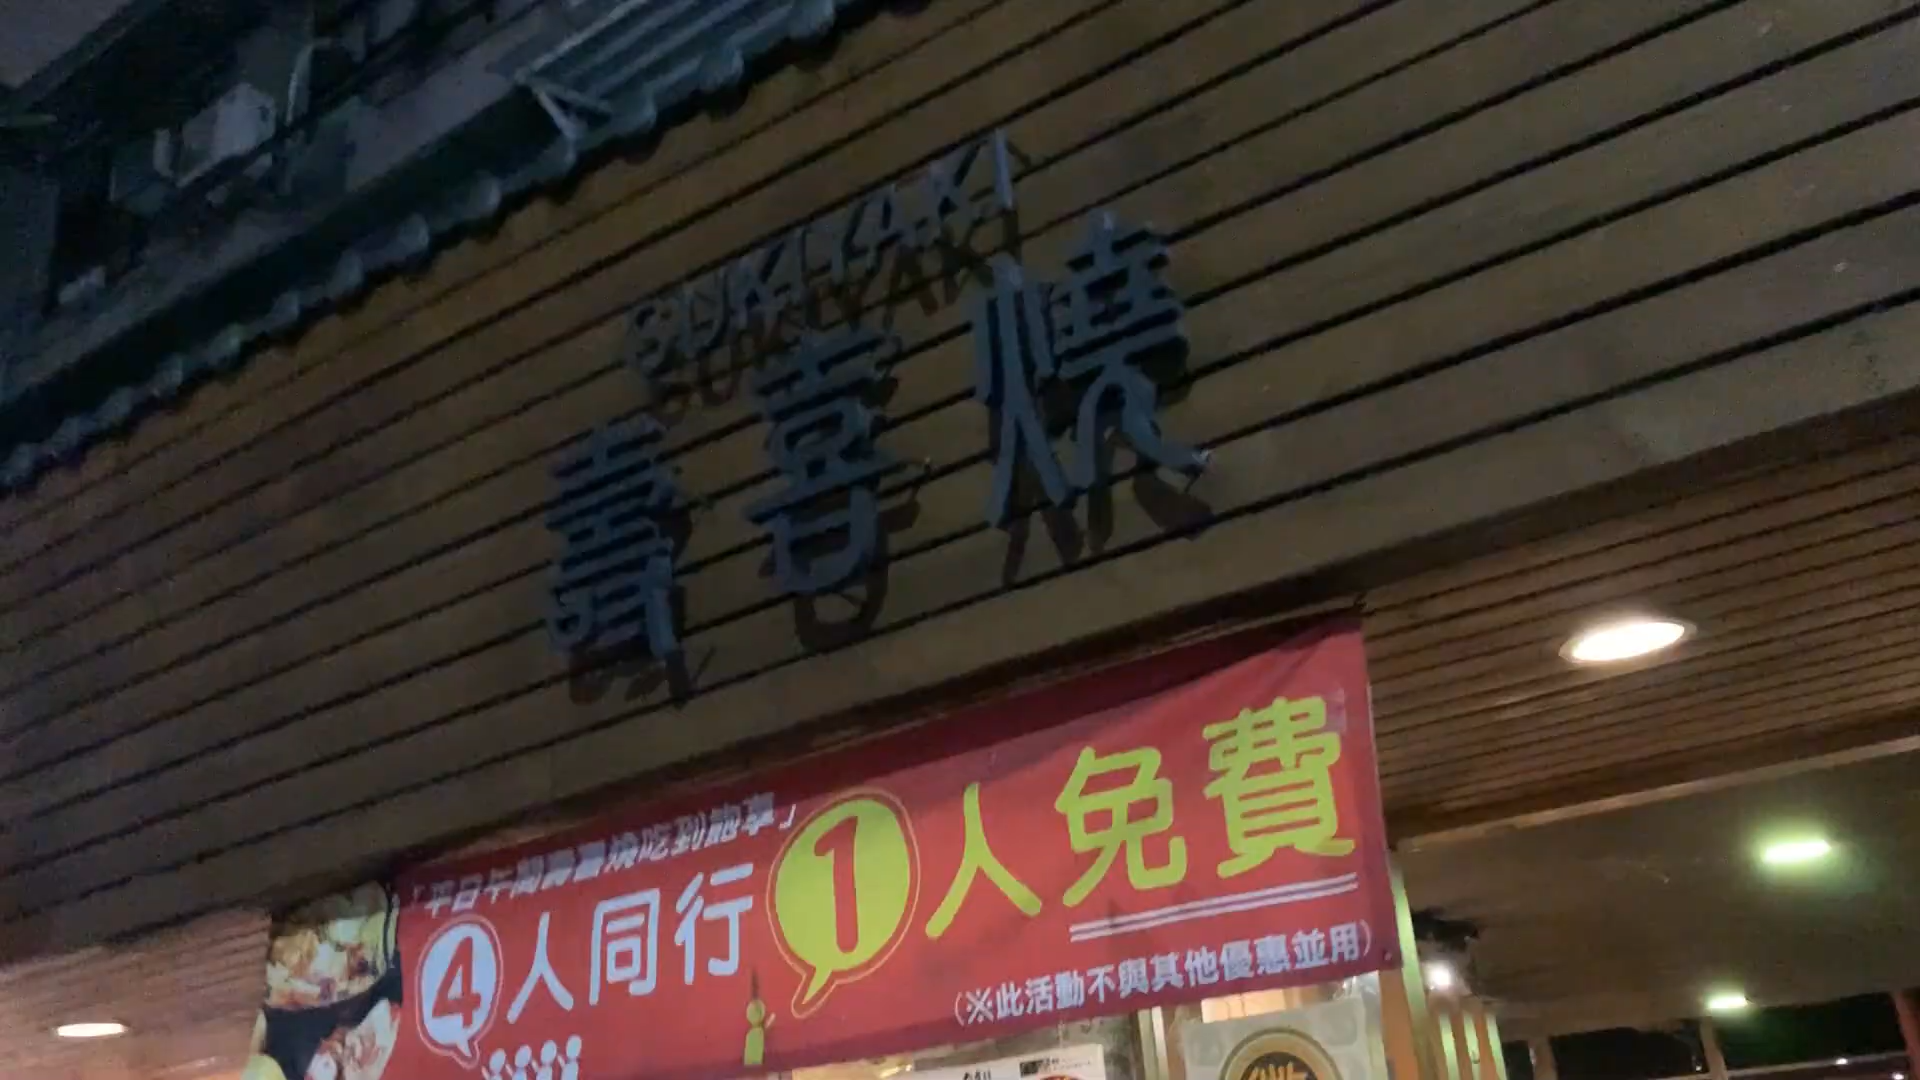 SUKIYAKI
壽喜燒
「平日午間壽喜燒吃到飽享」
4人同行1人免費
(※此活動不與其他優惠並用)